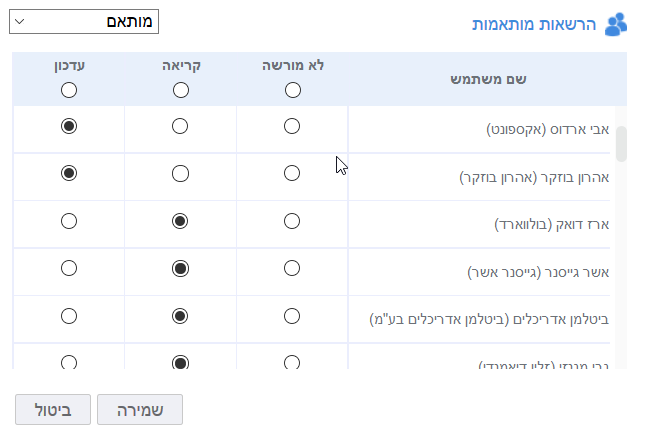 הרשאות מותאמות
מותאם
שם משתמש
לא מורשה
קריאה
עדכון
אבי ארדוס (אקספונט)
אהרון בוזקר (אהרון בוזקר)
ארז דואק (בולווארד)
אשר גייסנר (גייסנר אשר)
ביטלמן אדריכלים (ביטלמן אדריכלים בע"מ)
שמירה
ביטול